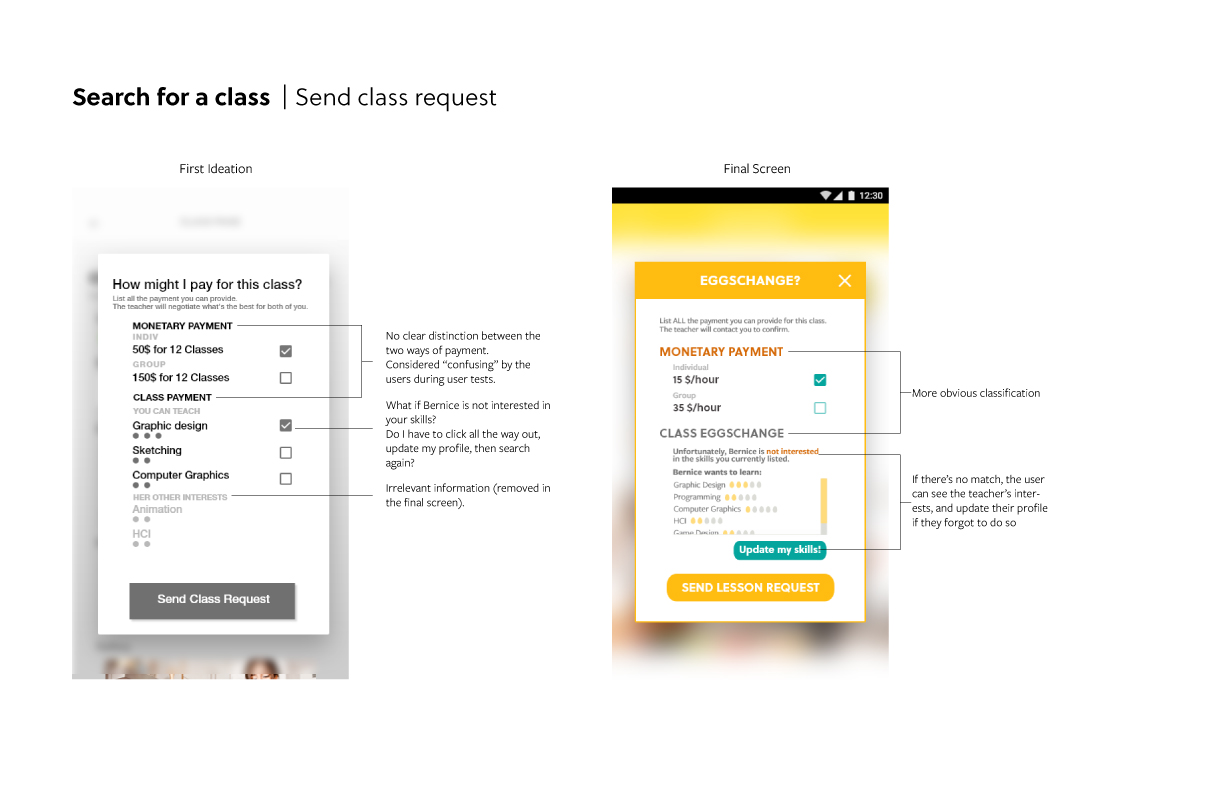 Search for a class | Send class request
First Ideation
How might I pay for this class?
List all the payment you can provide.
The teacher will negotiate what's the best for both of you.
MONETARY PAYMENT
INDIV
50$ for 12 Classes
GROUP
150$ for 12 Classes
CLASS PAYMENT
YOU CAN TEACH
Graphic design
Sketching
Computer Graphics
HER OTHER INTERESTS
Animation
HCI
Send Class Request
No clear distinction between the
two ways of payment.
Considered “confusing” by the
users during user tests.
What if Bernice is not interested in
your skills?
Do I have to click all the way out,
update my profile, then search
again?
Irrelevant information (removed in
the final screen).
Final Screen
12:30
EGGSCHANGE?
List ALL the payment you can provide for this class.
The teacher will contact you to confirm.
MONETARY PAYMENT
Individual
15 $/hour
Group
35 $/hour
CLASS EGGSCHANGE
Unfortunately, Bernice is not interested
in the skills you currently listed.
Bernice wants to learn:
Graphic Design
Programming
Computer Graphics
HCI
Game Design
Update my skills!
SEND LESSON REQUEST
More obvious classification
If there's no match, the user
can see the teacher's inter-
ests, and update their profile
if they forgot to do so